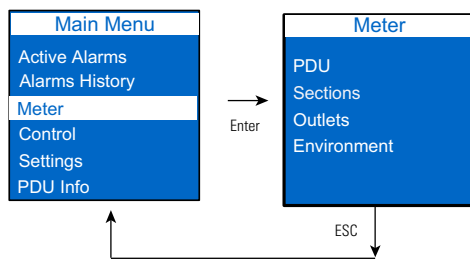 Main Menu
Active Alarms
Alarms History
Meter
Control
Settings
PDU Info
Enter
Meter
PDU
Sections
Outlets
Environment
ESC